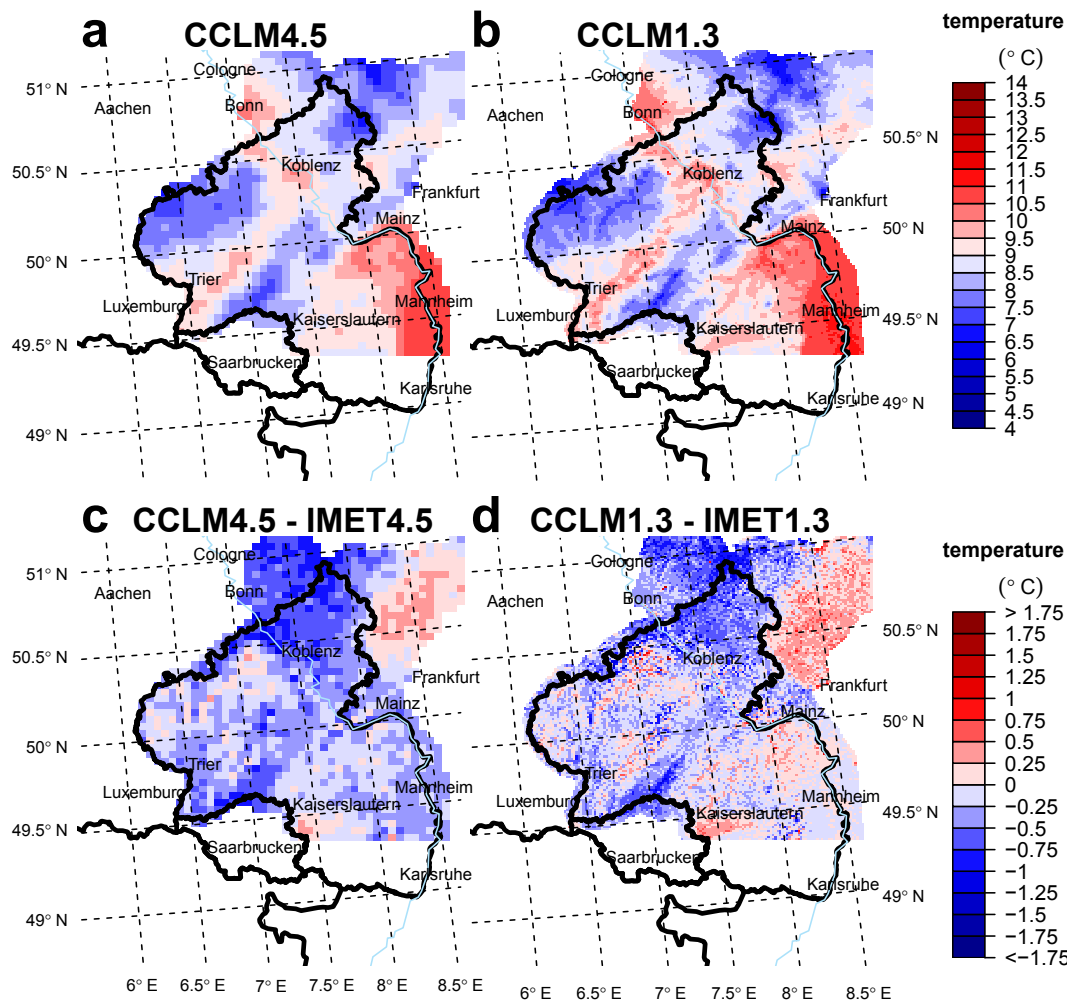 a CCLM4.5
b CCLM1.3
temperature
(° C)
14
13.5
13
12.5
12
11.5
11
10.5
10
9.5
9
8.5
8
7.5
7
6.5
6
5.5
5
4.5
4
51° N
50.5° N
50° N
49.5° N
49° N
Cologne
Aachen
Bonn
Koblenz
Frankfurt
Mainz
Trier
Luxemburg
Mannheim
Kaiserslautern
Saarbrucken
Karlsruhe
Cologne
Aachen
Bonn
Koblenz
Frankfurt
Mainz
Trier
Luxemburg
Mannheim
Kaiserslautern
Saarbrucken
Karlsruhe
50.5° N
50° N
49.5° N
49° N
c CCLM4.5 - IMET4.5
d CCLM1.3 - IMET1.3
temperature
(° C)
> 1.75
1.75
1.5
1.25
1
0.75
0.5
0.25
0
−0.25
−0.5
−0.75
−1
−1.25
−1.5
−1.75
<−1.75
51° N
50.5° N
50° N
49.5° N
49° N
Cologne
Aachen
Bonn
Koblenz
Frankfurt
Mainz
Trier
Luxemburg
Mannheim
Kaiserslautern
Saarbrucken
Karlsruhe
Cologne
Aachen
Bonn
Koblenz
Frankfurt
Mainz
Trier
Luxemburg
Mannheim
Kaiserslautern
Saarbrucken
Karlsruhe
50.5° N
50° N
49.5° N
49° N
6° E 6.5° E 7° E 7.5° E 8° E 8.5° E
6° E 6.5° E 7° E 7.5° E 8° E 8.5° E